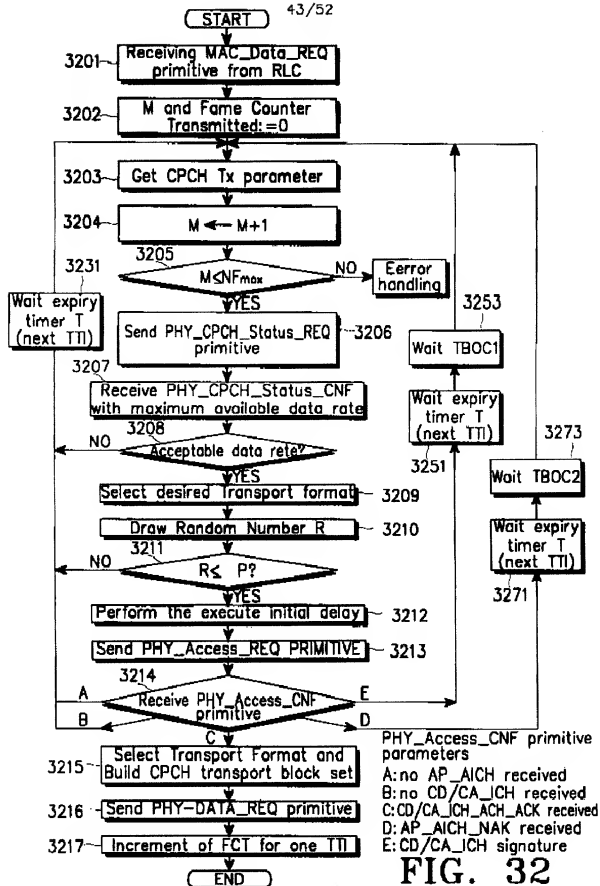 43/52
START
3201
Receiving MAC_Data_REQ
primitive from RLC
3202
M and Fame Counter
Transmitted:=0
3203
Get CPCH Tx parameter
3204
M ← M+1
3205
M≤NFmax
NO
Eerror
handling
YES
3231
Wait expiry
timer T
(next TTI)
Send PHY_CPCH_Status_REQ
primitive
3206
3207
Receive PHY_CPCH_Status_CNF
with maximum available data rate
3208
Acceptable data rete?
NO
YES
Select desired Transport format
3209
Draw Random Number R
3210
3211
R≤ P?
NO
YES
Perform the execute initial delay
3212
Send PHY_Access_REQ PRIMITIVE
3213
3214
Receive PHY_Access_CNF
primitive
A
B
C
D
E
3253
Wait TBOC1
Wait expiry
timer T
(next TTI)
3251
3273
Wait TBOC2
Wait expiry
timer T
(next TTI)
3271
3215
Select Transport Format and
Build CPCH transport block set
3216
Send PHY-DATA_REQ primitive
3217
Increment of FCT for one TTI
END
PHY_Access_CNF primitive
parameters
A:no AP_AICH received
B:no CD/CA_ICH received
C:CD/CA_ICH_ACH_ACK received
D: AP_AICH_NAK received
E:CD/CA_ICH signature
FIG. 32